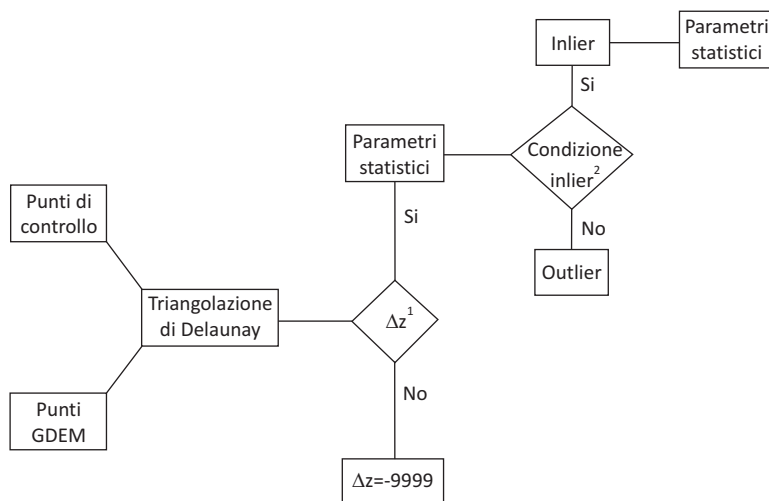 Inlier
Parametri
statistici
Si
Parametri
statistici
Condizione
inlier²
Si
No
Outlier
Punti di
controllo
Triangolazione
di Delaunay
Δz¹
No
Punti
GDEM
Δz=-9999